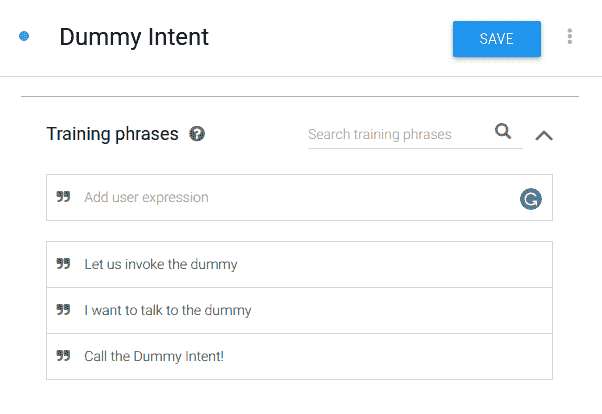 Dummy Intent
SAVE
Training phrases
Search training phrases
Add user expression
Let us invoke the dummy
I want to talk to the dummy
Call the Dummy Intent!